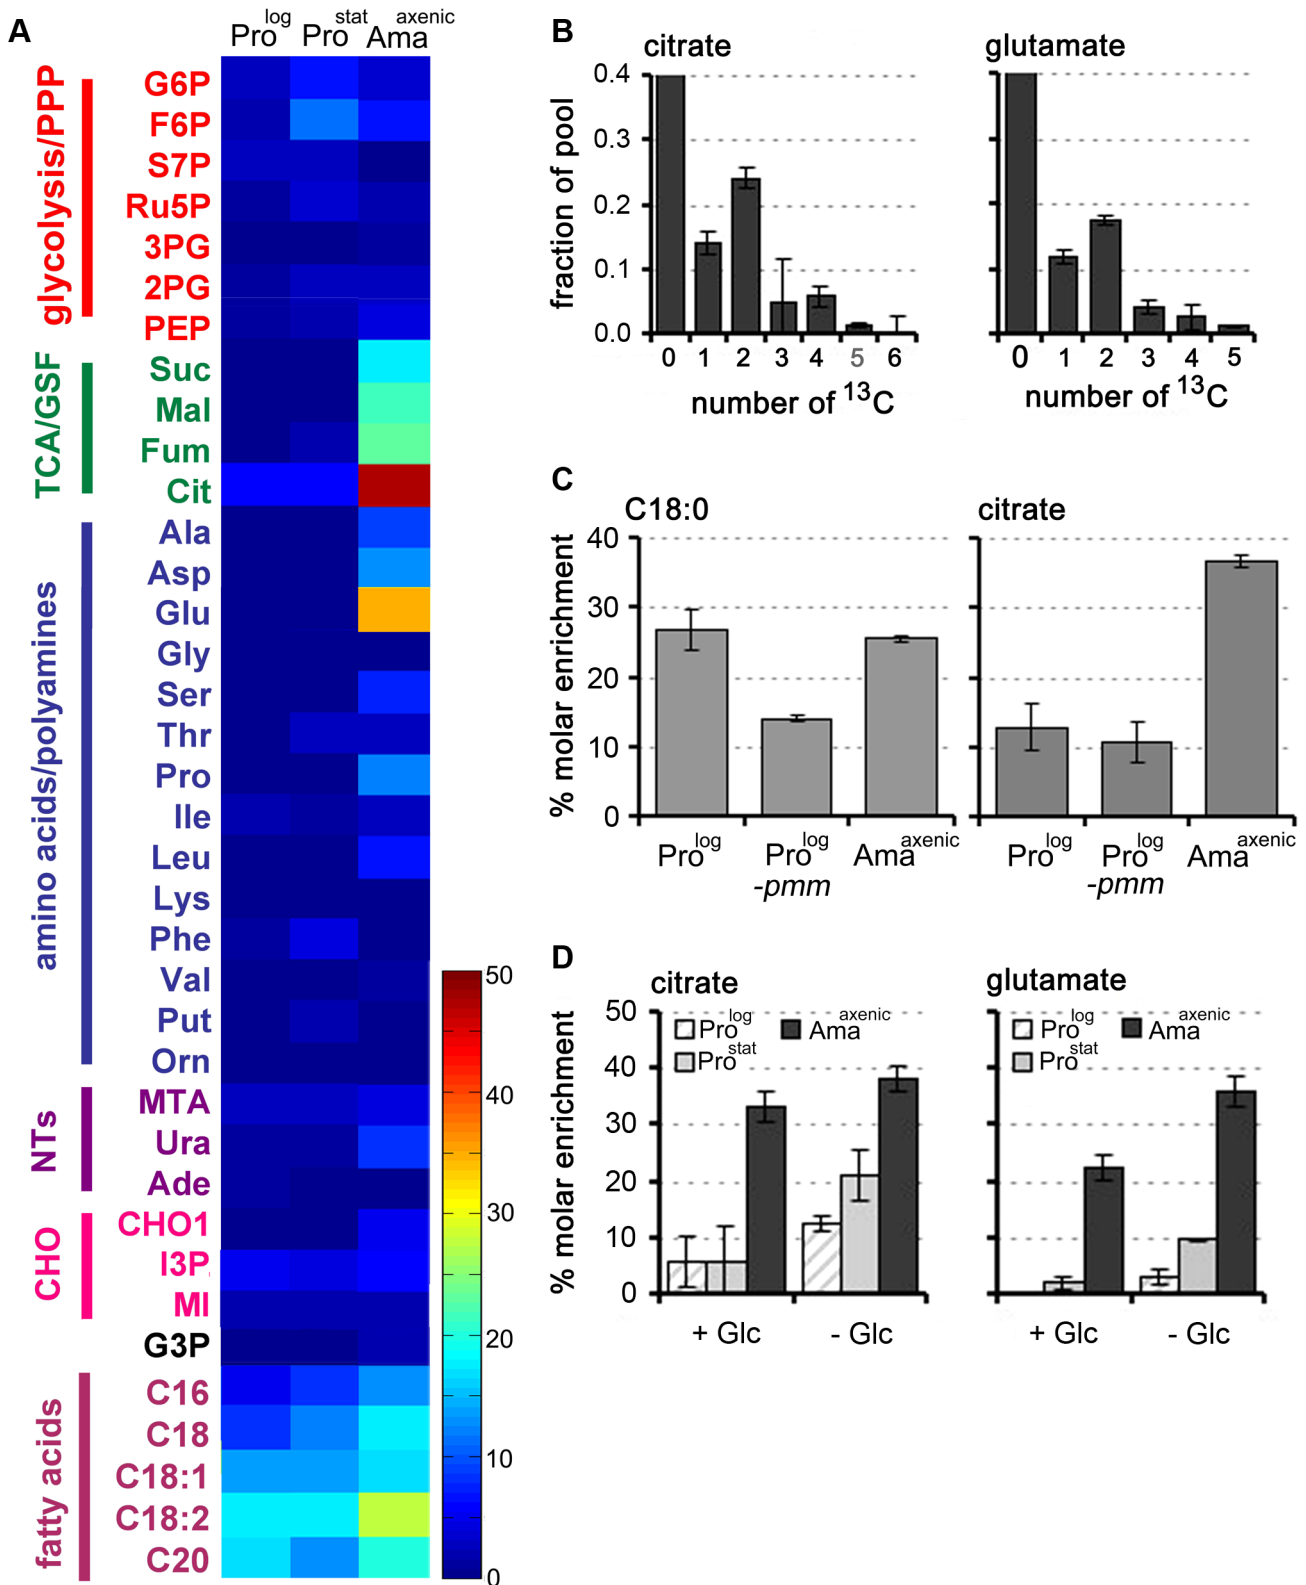 A
Pro log Pro stat Ama axenic
glycolysis/PPP
G6P
F6P
S7P
Ru5P
3PG
2PG
PEP
TCA/GSF
Suc
Mal
Fum
Cit
amino acids/polyamines
Ala
Asp
Glu
Gly
Ser
Thr
Pro
Ile
Leu
Lys
Phe
Val
Put
Orn
NTs
MTA
Ura
Ade
CHO
CHO1
I3P
MI
G3P
fatty acids
C16
C18
C18:1
C18:2
C20
50
40
30
20
10
0
B
citrate
fraction of pool
0.4
0.3
0.2
0.1
0.0
0 1 2 3 4 5 6
number of 13C
glutamate
0 1 2 3 4 5
number of 13C
C
C18:0
% molar enrichment
40
30
20
10
0
Pro log Pro log Ama axenic
-pmm
citrate
Pro log Pro log Ama axenic
-pmm
D
citrate
% molar enrichment
50
40
30
20
10
0
Pro log Ama axenic
Pro stat
+ Glc - Glc
glutamate
Pro log Ama axenic
Pro stat
+ Glc - Glc